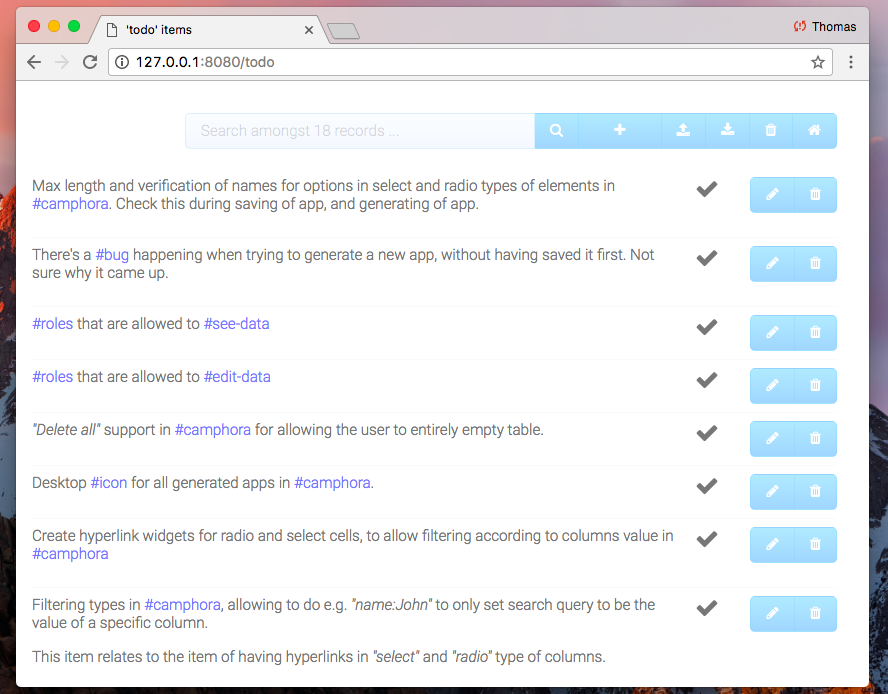 'todo' items
Thomas
127.0.0.1:8080/todo
Search amongst 18 records ...
Max length and verification of names for options in select and radio types of elements in
#camphora. Check this during saving of app, and generating of app.
There's a #bug happening when trying to generate a new app, without having saved it first. Not
sure why it came up.
#roles that are allowed to #see-data
#roles that are allowed to #edit-data
"Delete all" support in #camphora for allowing the user to entirely empty table.
Desktop #icon for all generated apps in #camphora.
Create hyperlink widgets for radio and select cells, to allow filtering according to columns value in
#camphora
Filtering types in #camphora, allowing to do e.g. "name:John" to only set search query to be the
value of a specific column.
This item relates to the item of having hyperlinks in "select" and "radio" type of columns.